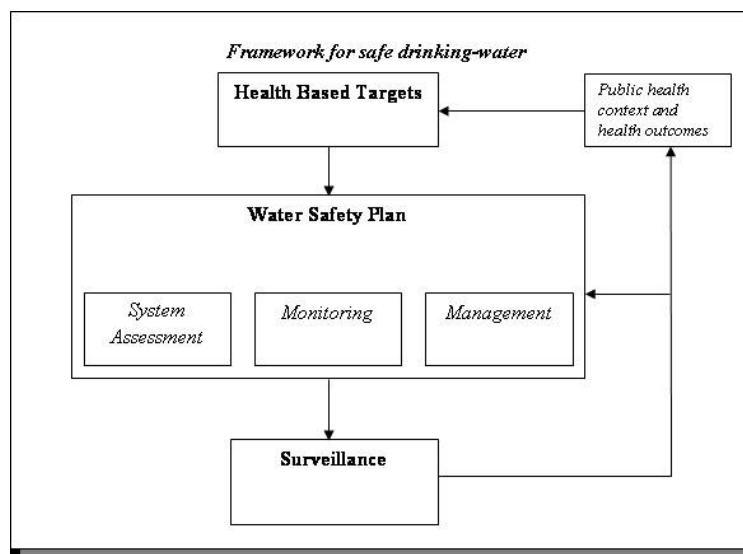 Framework for safe drinking-water
Health Based Targets
Public health
context and
health outcomes
Water Safety Plan
System
Assessment
Monitoring
Management
Surveillance